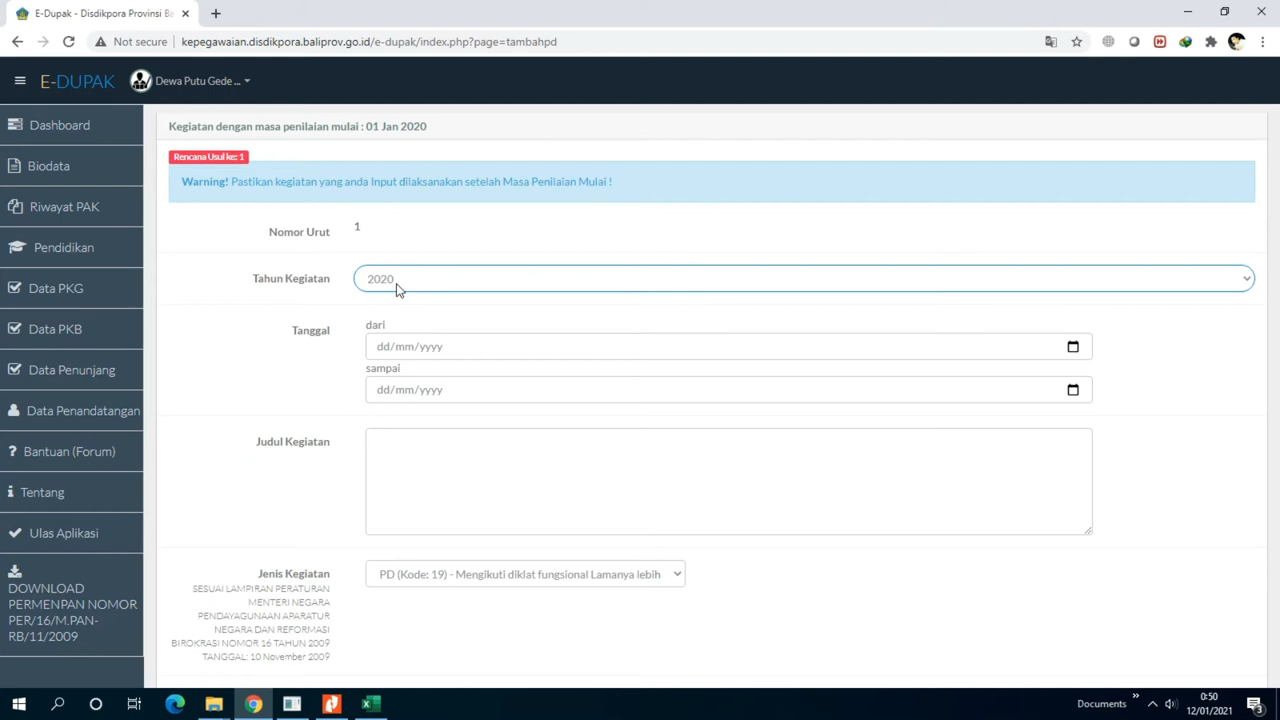 E-Dupak - Disdikpora Provinsi Ba
Not secure
kepegawaian.disdikpora.baliprov.go.id/e-dupak/index.php?page=tambahpd
E-DUPAK
Dewa Putu Gede ...
Dashboard
Biodata
Riwayat PAK
Pendidikan
Data PKG
Data PKB
Data Penunjang
Data Penandatangan
Bantuan (Forum)
Tentang
Ulas Aplikasi
DOWNLOAD
PERMENPAN NOMOR
PER/16/M.PAN-
RB/11/2009
Kegiatan dengan masa penilaian mulai : 01 Jan 2020
Rencana Usul ke: 1
Warning! Pastikan kegiatan yang anda Input dilaksanakan setelah Masa Penilaian Mulai !
Nomor Urut 1
Tahun Kegiatan 2020
Tanggal
dari
dd/mm/yyyy
sampai
dd/mm/yyyy
Judul Kegiatan
Jenis Kegiatan
SESUAI LAMPIRAN PERATURAN
MENTERI NEGARA
PENDAYAGUNAAN APARATUR
NEGARA DAN REFORMASI
BIROKRASI NOMOR 16 TAHUN 2009
TANGGAL: 10 November 2009
PD (Kode: 19) - Mengikuti diklat fungsional Lamanya lebih
Documents
0:50
12/01/2021
3